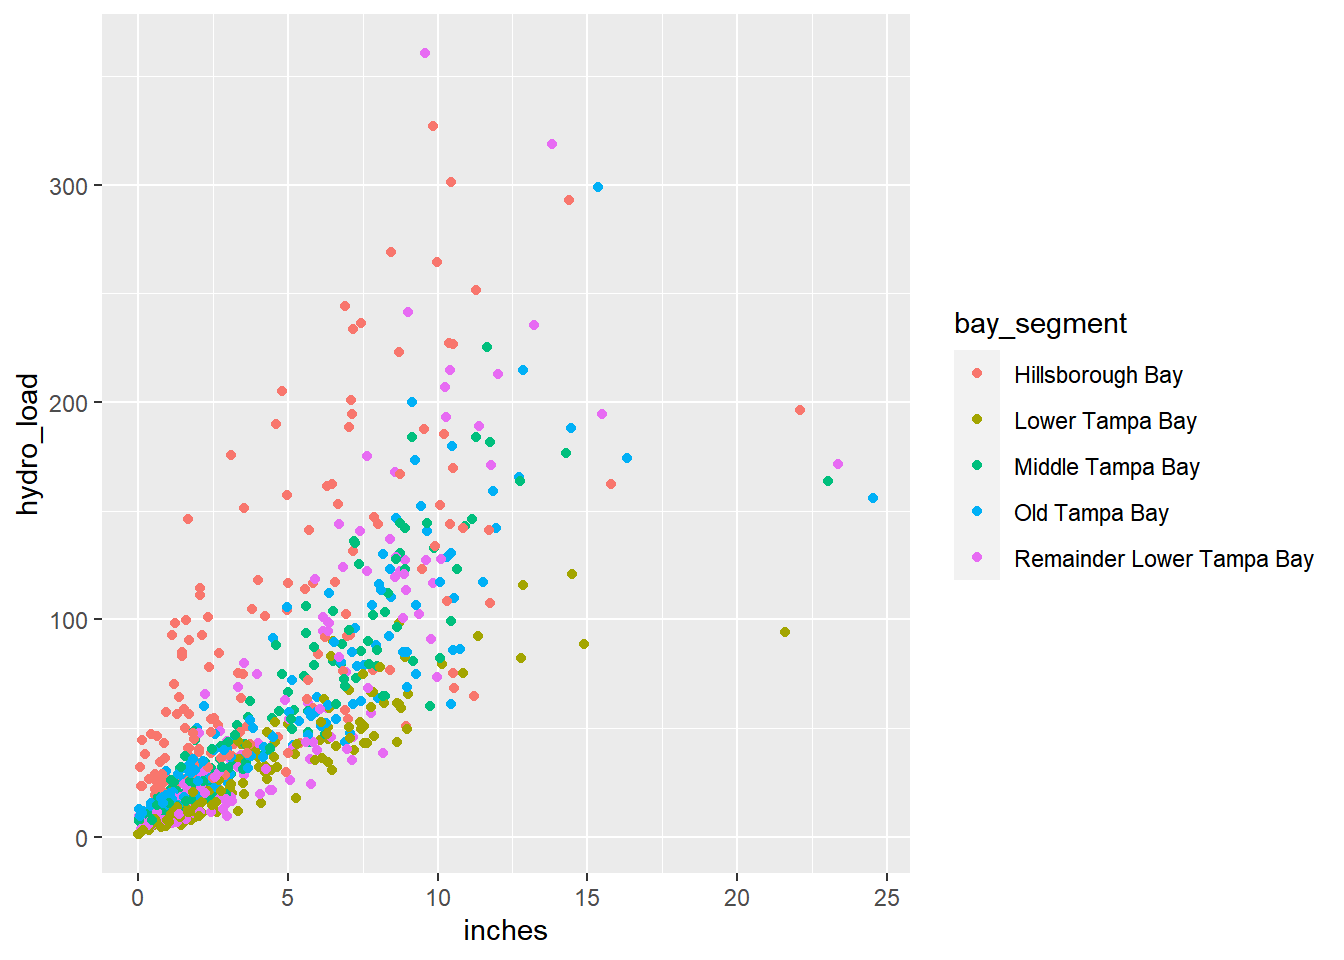 300
200
100
0
hydro_load
0 5 10 15 20 25
inches
bay_segment
Hillsborough Bay
Lower Tampa Bay
Middle Tampa Bay
Old Tampa Bay
Remainder Lower Tampa Bay